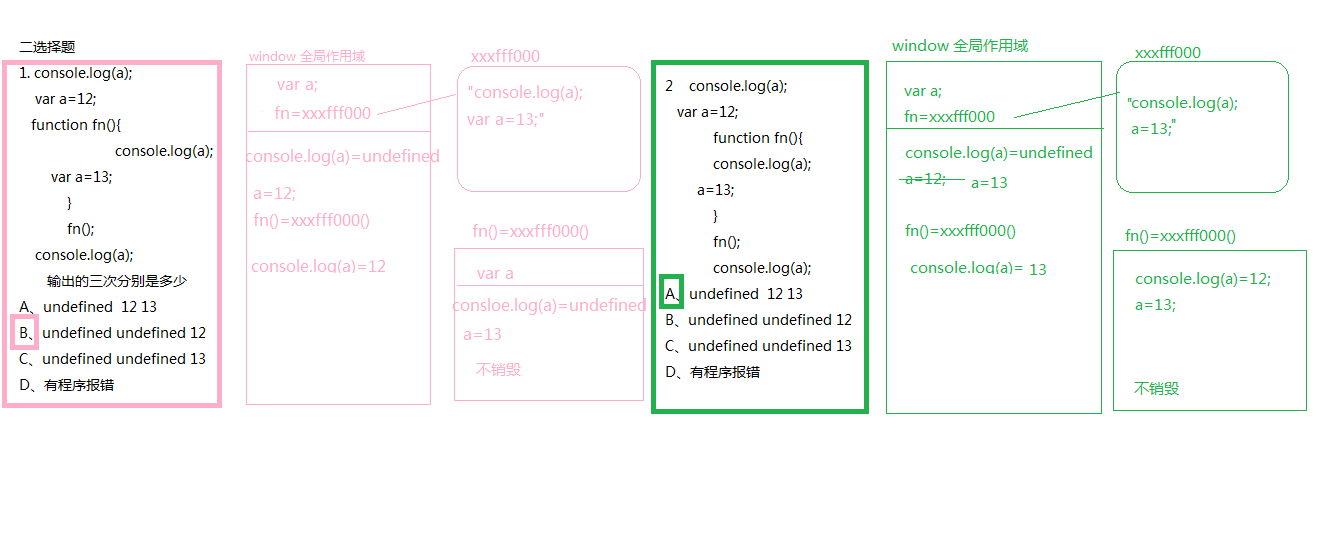 二选择题
1. console.log(a);
var a=12;
function fn(){
console.log(a);
var a=13;
}
fn();
console.log(a);
输出的三次分别是多少
A、undefined 12 13
B、undefined undefined 12
C、undefined undefined 13
D、有程序报错
window 全局作用域
var a;
fn=xxxfff000
console.log(a)=undefined
a=12;
fn()=xxxfff000()
console.log(a)=12
xxxfff000
"console.log(a);
var a=13;"
fn()=xxxfff000()
var a
consloe.log(a)=undefined
a=13
不销毁
2 console.log(a);
var a=12;
function fn(){
console.log(a);
a=13;
}
fn();
console.log(a);
A、undefined 12 13
B、undefined undefined 12
C、undefined undefined 13
D、有程序报错
window 全局作用域
var a;
fn=xxxfff000
console.log(a)=undefined
a=12; a=13
fn()=xxxfff000()
console.log(a)= 13
xxxfff000
"console.log(a);
a=13;"
fn()=xxxfff000()
console.log(a)=12;
a=13;
不销毁